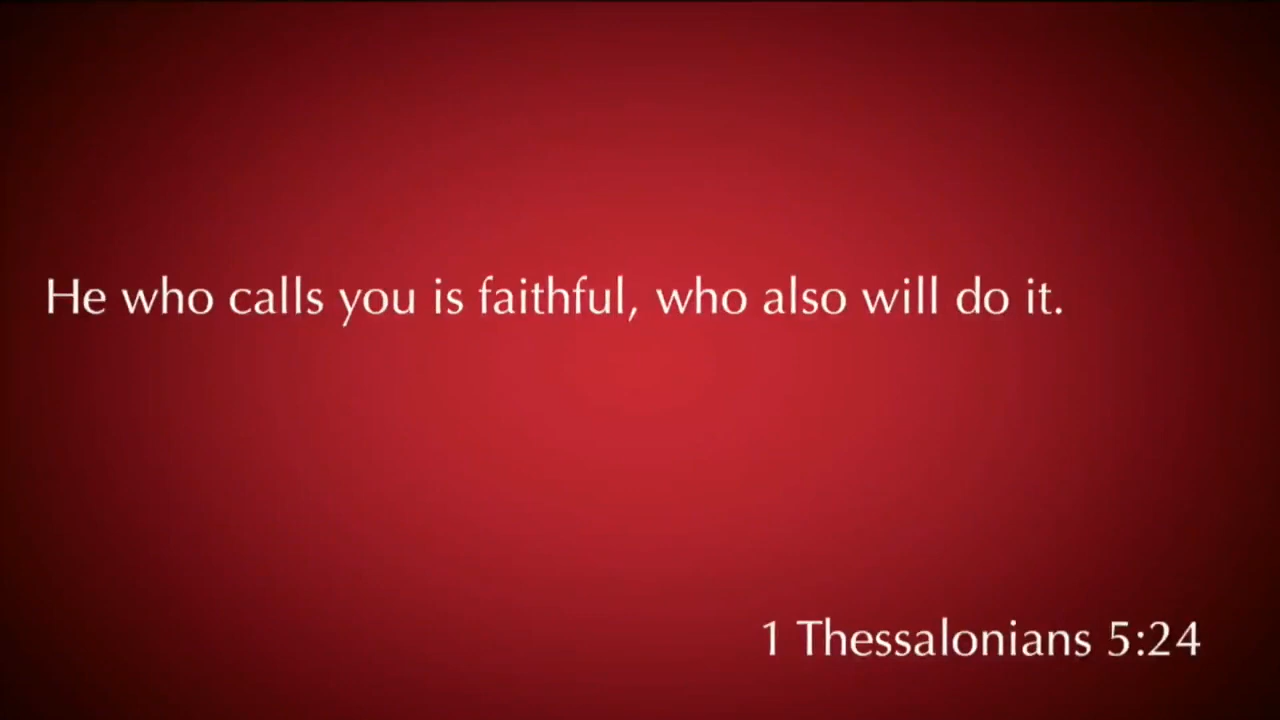 He who calls you is faithful, who also will do it.
1 Thessalonians 5:24